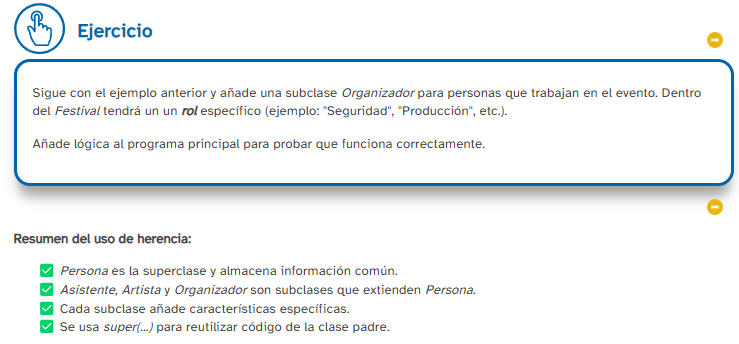 Ejercicio
Sigue con el ejemplo anterior y añade una subclase Organizador para personas que trabajan en el evento. Dentro
del Festival tendrá un un rol específico (ejemplo: "Seguridad", "Producción", etc.).
Añade lógica al programa principal para probar que funciona correctamente.
Resumen del uso de herencia:
Persona es la superclase y almacena información común.
Asistente, Artista y Organizador son subclases que extienden Persona.
Cada subclase añade características específicas.
Se usa super(...) para reutilizar código de la clase padre.